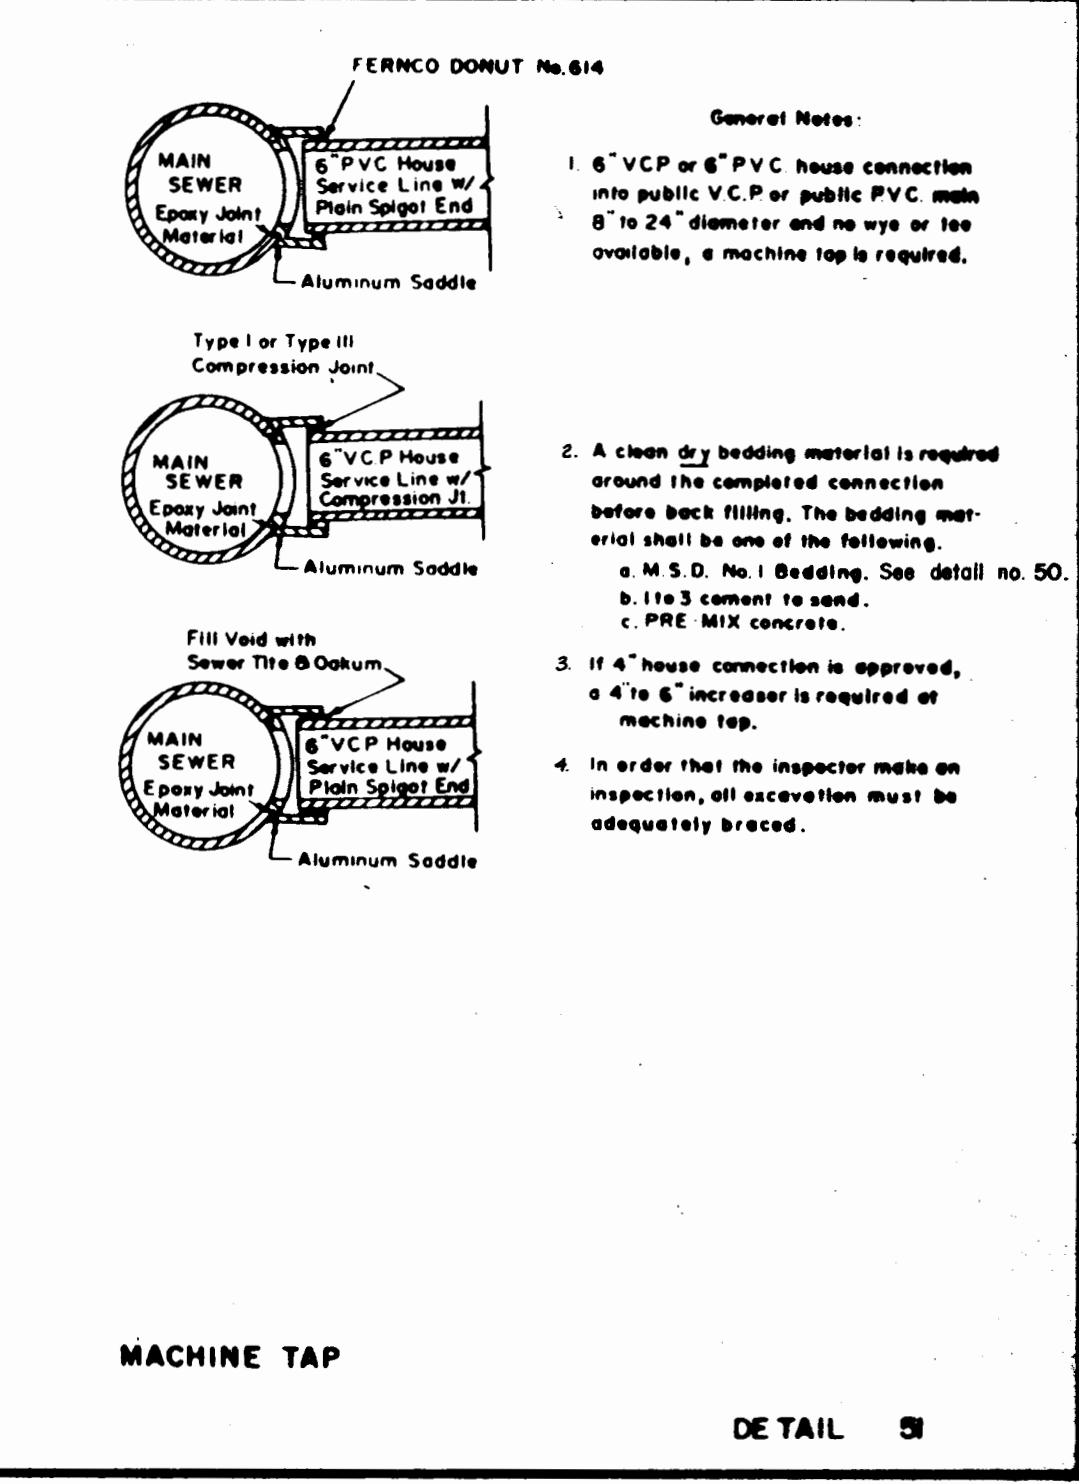 FERNCO DONUT No. 614
MAIN
SEWER
Epoxy Joint
Material
6" PVC House
Service Line w/
Plain Spigot End
Aluminum Saddle
Type I or Type III
Compression Joint
MAIN
SEWER
Epoxy Joint
Material
6" V.C.P House
Service Line w/
Compression Jt.
Aluminum Saddle
Fill Void with
Sewer Tite & Oakum
MAIN
SEWER
Epoxy Joint
Material
6" VCP House
Service Line w/
Plain Spigot End
Aluminum Saddle
General Notes:
1. 6" VCP or 6" PVC house connection
into public V.C.P. or public P.V.C. main
8" to 24" diameter and no wye or tee
available, a machine tap is required.
2. A clean dry bedding material is required
around the completed connection
before back filling. The bedding mat-
erial shall be one of the following.
a. M.S.D. No. 1 Bedding. See detail no. 50.
b. 1 to 3 cement to sand.
c. PRE-MIX concrete.
3. If 4" house connection is approved,
a 4" to 6" increaser is required at
machine tap.
4. In order that the inspector make an
inspection, all excavation must be
adequately braced.
MACHINE TAP
DETAIL 51